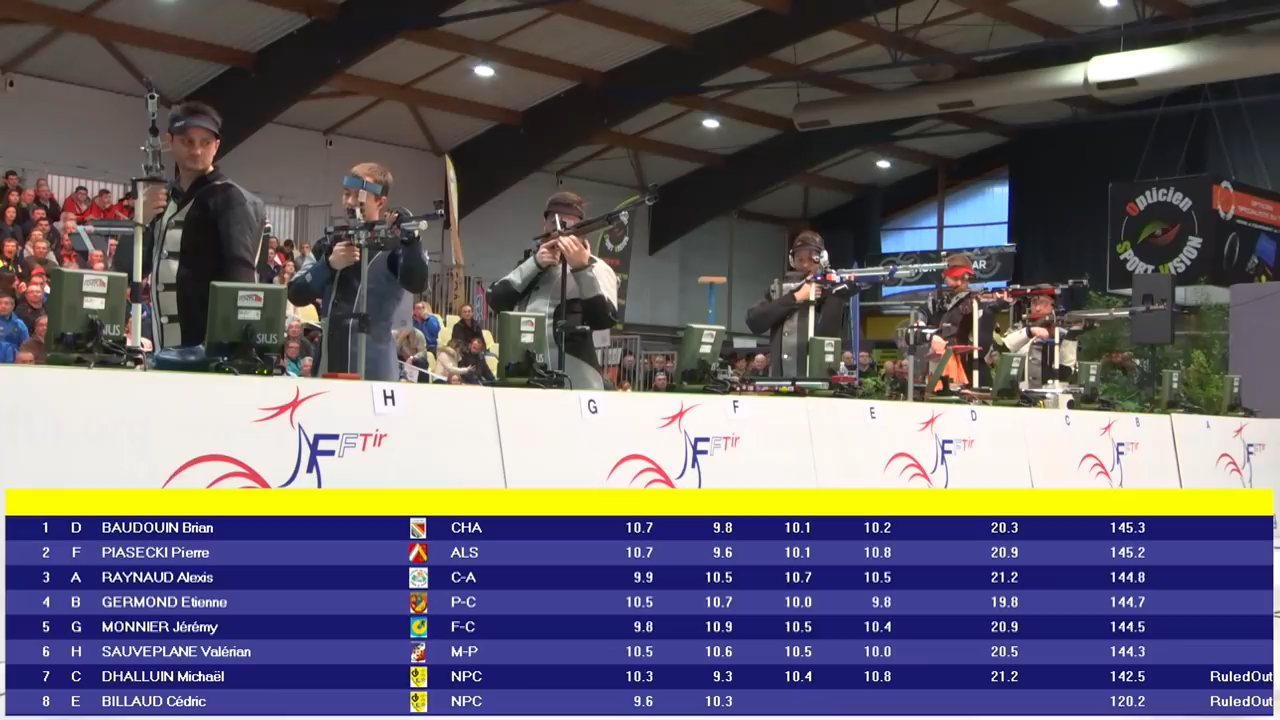 Opticien
SPORT VISION
SIUS
SIUS
H
G
F
E
D
C
B
A
FFTir
FFTir
FFTir
FFTir
FFTir
1 D BAUDOUIN Brian CHA 10.7 9.8 10.1 10.2 20.3 145.3
2 F PIASECKI Pierre ALS 10.7 9.6 10.1 10.8 20.9 145.2
3 A RAYNAUD Alexis C-A 9.9 10.5 10.7 10.5 21.2 144.8
4 B GERMOND Etienne P-C 10.5 10.7 10.0 9.8 19.8 144.7
5 G MONNIER Jérémy F-C 9.8 10.9 10.5 10.4 20.9 144.5
6 H SAUVEPLANE Valérian M-P 10.5 10.6 10.5 10.0 20.5 144.3
7 C DHALLUIN Michaël NPC 10.3 9.3 10.4 10.8 21.2 142.5 RuledOut
8 E BILLAUD Cédric NPC 9.6 10.3 120.2 RuledOut